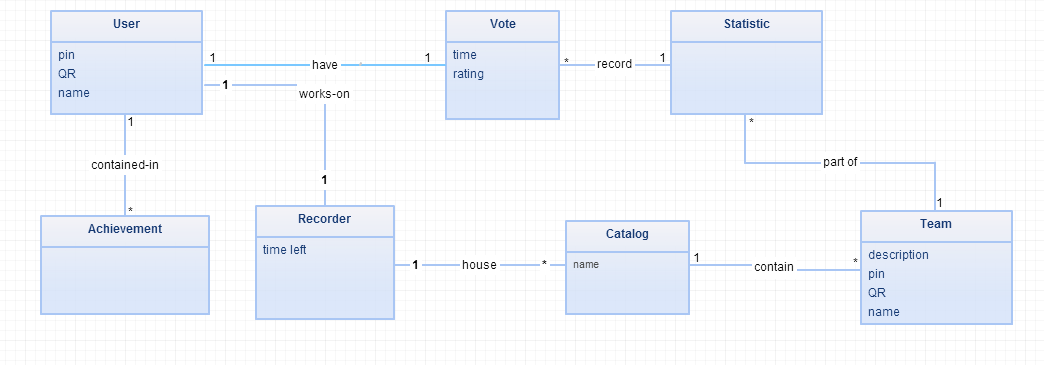 User
pin
QR
name
1
have
1
Vote
time
rating
*
record
1
Statistic
1
works-on
1
1
contained-in
*
Achievement
Recorder
time left
1
house
*
Catalog
name
1
contain
*
*
part of
1
Team
description
pin
QR
name